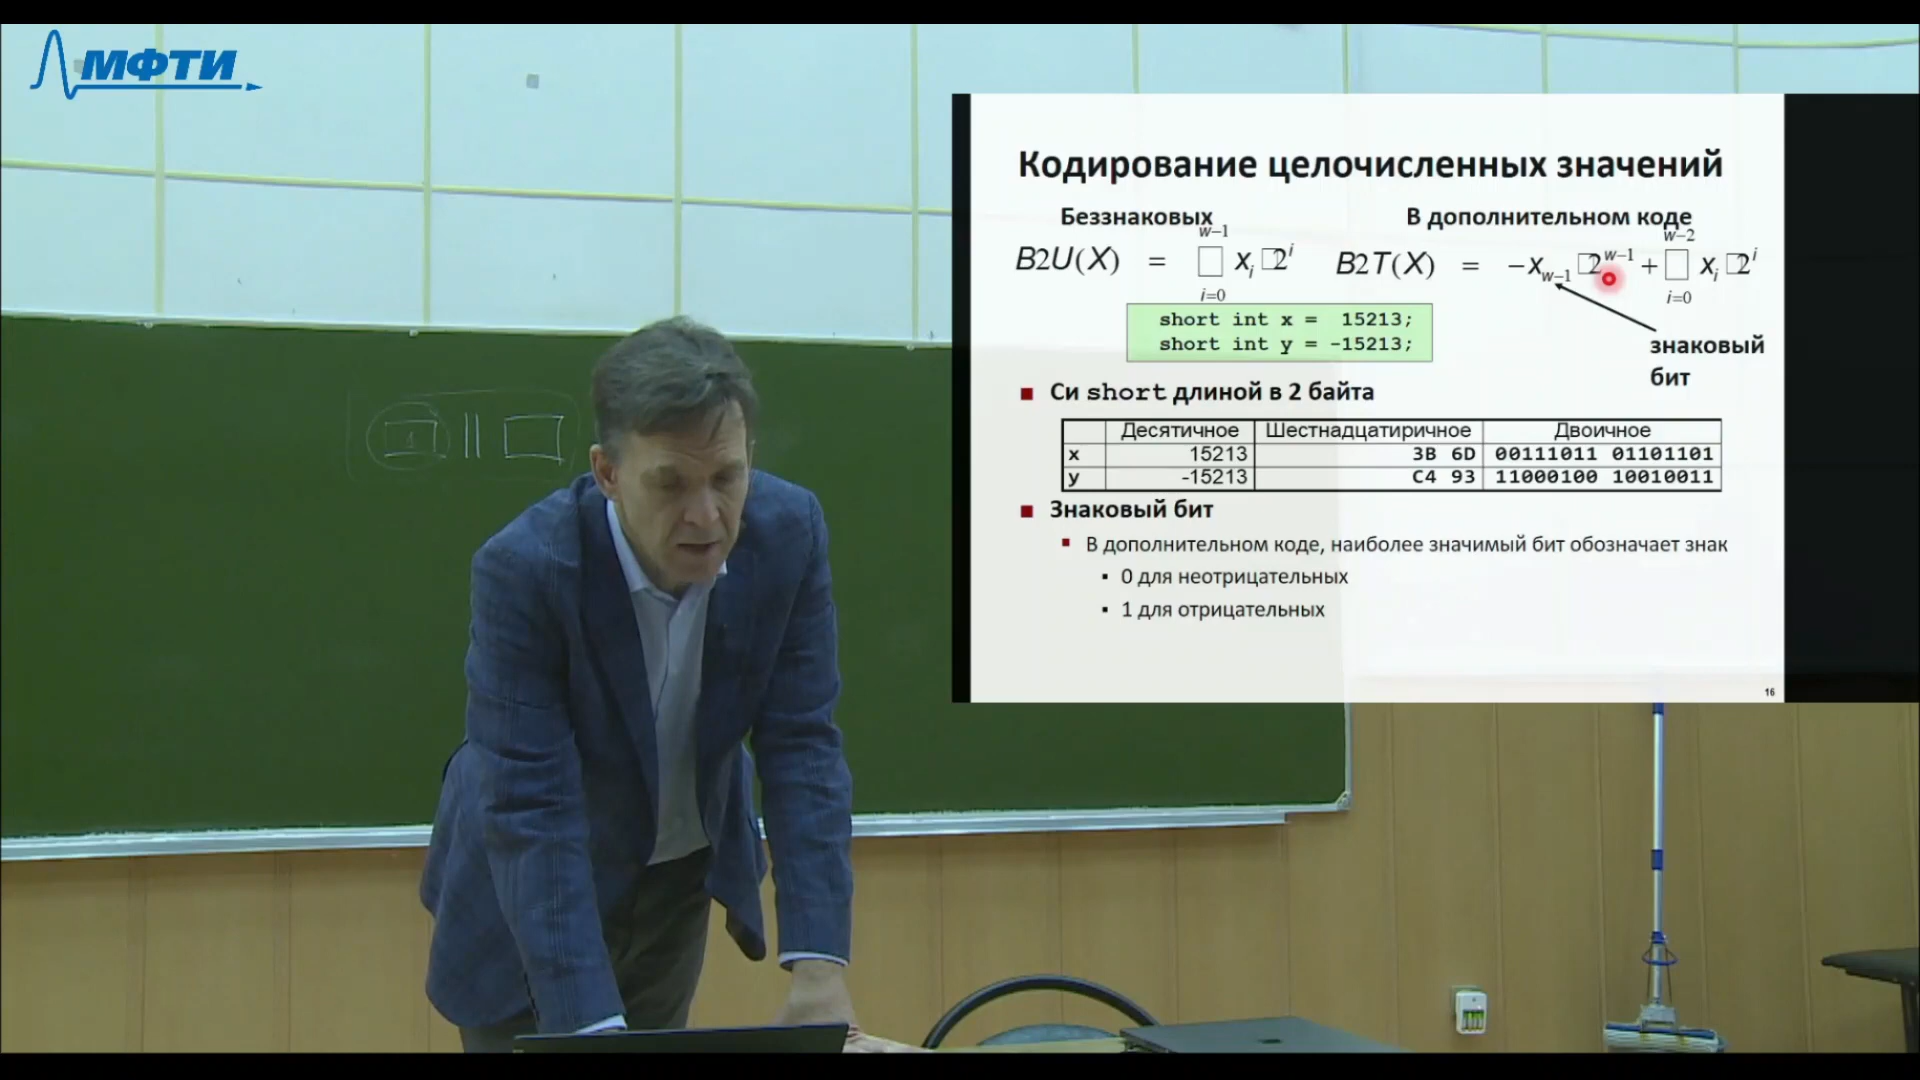 МФТИ
Кодирование целочисленных значений
Беззнаковых
В дополнительном коде
B2U(X) = □ w–1 i=0 xᵢ □2ⁱ
B2T(X) = –x_{w–1} □2^{w–1} + □ w–2 i=0 xᵢ □2ⁱ
short int x = 15213;
short int y = -15213;
знаковый
бит
■ Си short длиной в 2 байта
Десятичное Шестнадцатиричное Двоичное
x 15213 3B 6D 00111011 01101101
y -15213 C4 93 11000100 10010011
■ Знаковый бит
▪ В дополнительном коде, наиболее значимый бит обозначает знак
▪ 0 для неотрицательных
▪ 1 для отрицательных
16